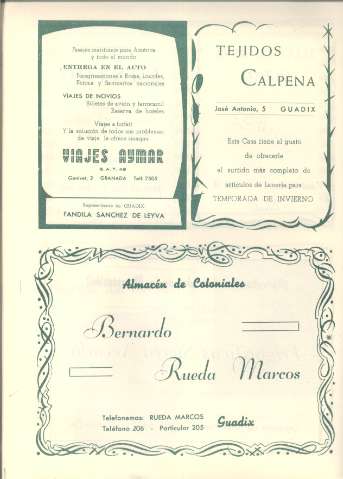 Pasajes marítimos para América
y todo el mundo
ENTREGA EN EL ACTO
Peregrinaciones a Roma, Lourdes,
Fátima y Santuarios nacionales
VIAJES DE NOVIOS
Billetes de avión y ferrocarril
Reserva de hoteles
Viajes a forfait
Y la solución de todos sus problemas
de viaje le ofrece siempre
VIAJES AYMAR
G. A. T. 48
Ganivet, 3 GRANADA Telf. 7805
Representante en GUADIX
FANDILA SANCHEZ DE LEYVA
TEJIDOS
CALPENA
José Antonio, 5 GUADIX
Esta Casa tiene el gusto
de ofrecerle
el surtido más completo de
artículos de Lanería para
TEMPORADA DE INVIERNO
Almacén de Coloniales
Bernardo
Rueda Marcos
Telefonemas: RUEDA MARCOS
Teléfono 206 - Particular 205
Guadix